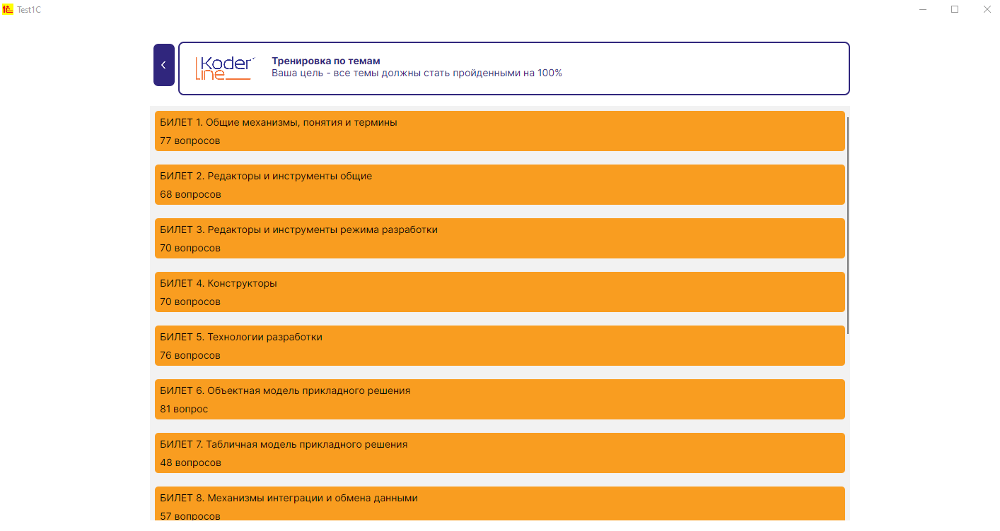 Test1C
Koder
line
Тренировка по темам
Ваша цель - все темы должны стать пройденными на 100%
БИЛЕТ 1. Общие механизмы, понятия и термины
77 вопросов
БИЛЕТ 2. Редакторы и инструменты общие
68 вопросов
БИЛЕТ 3. Редакторы и инструменты режима разработки
70 вопросов
БИЛЕТ 4. Конструкторы
70 вопросов
БИЛЕТ 5. Технологии разработки
76 вопросов
БИЛЕТ 6. Объектная модель прикладного решения
81 вопрос
БИЛЕТ 7. Табличная модель прикладного решения
48 вопросов
БИЛЕТ 8. Механизмы интеграции и обмена данными
57 вопросов